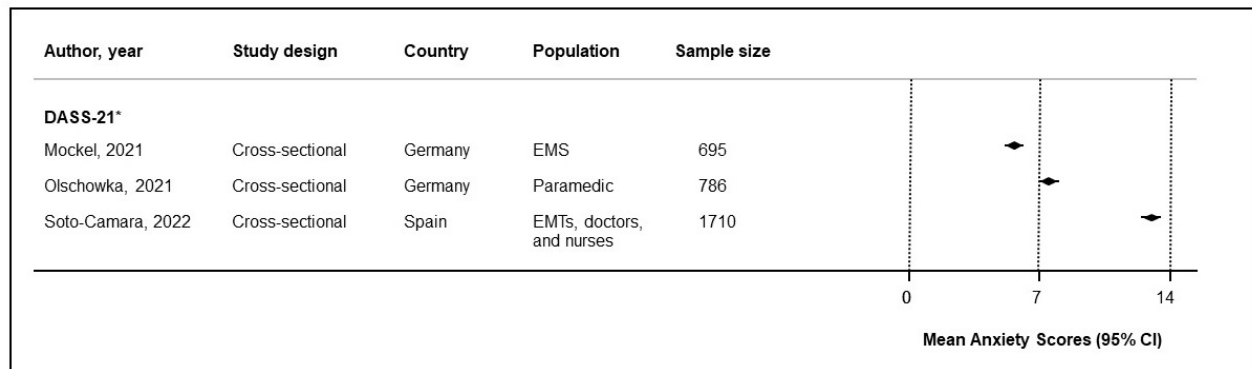 Author, year Study design Country Population Sample size
DASS-21*
Mockel, 2021 Cross-sectional Germany EMS 695
Olschowka, 2021 Cross-sectional Germany Paramedic 786
Soto-Camara, 2022 Cross-sectional Spain EMTs, doctors, 1710
and nurses
0 7 14
Mean Anxiety Scores (95% CI)